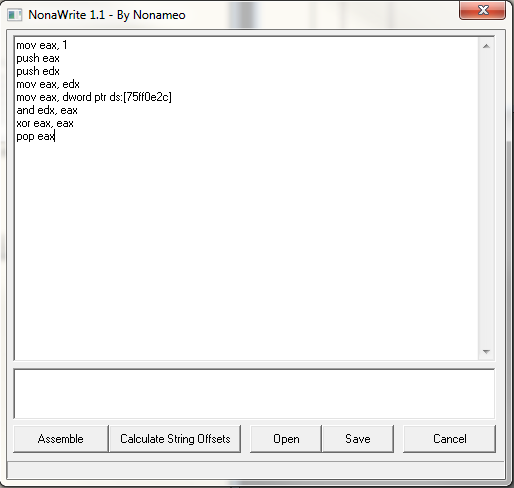 NonaWrite 1.1 - By Nonameo
mov eax, 1
push eax
push edx
mov eax, edx
mov eax, dword ptr ds:[75ff0e2c]
and edx, eax
xor eax, eax
pop eax
Assemble
Calculate String Offsets
Open
Save
Cancel